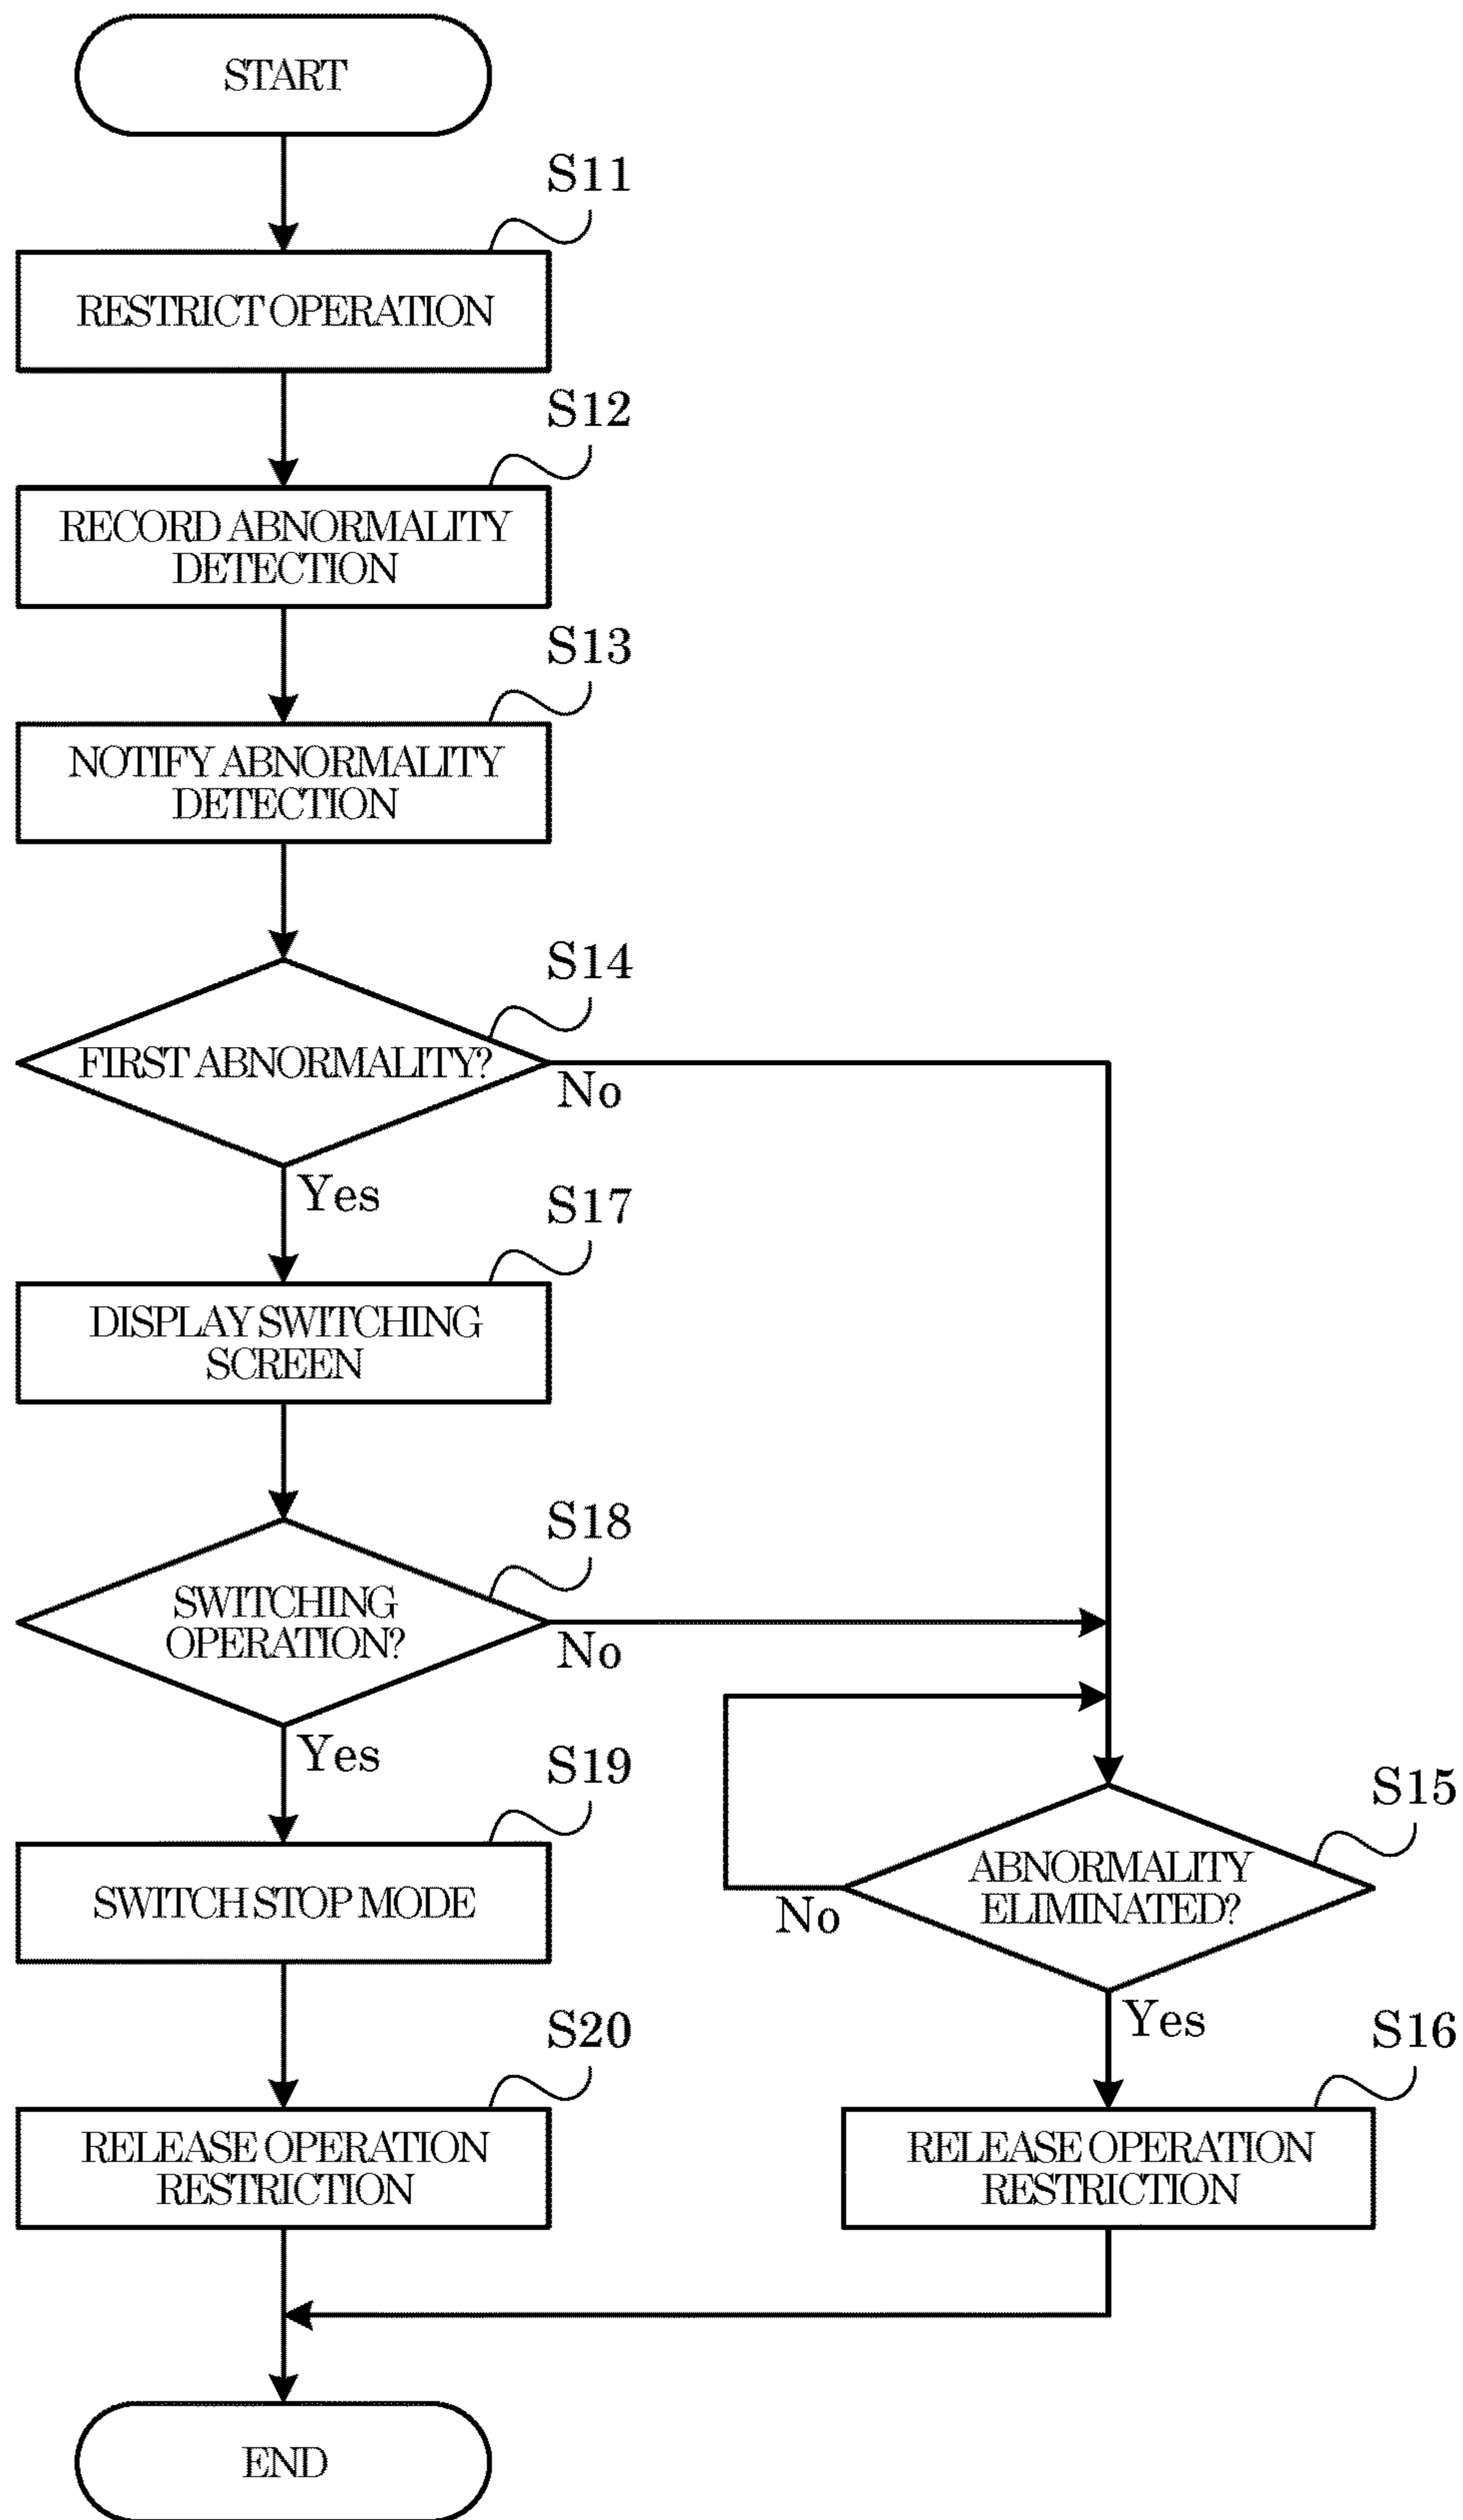 START
S11
RESTRICT OPERATION
S12
RECORD ABNORMALITY
DETECTION
S13
NOTIFY ABNORMALITY
DETECTION
S14
FIRST ABNORMALITY?
No
Yes
S17
DISPLAY SWITCHING
SCREEN
S18
SWITCHING
OPERATION?
No
Yes
S19
SWITCH STOP MODE
S15
ABNORMALITY
ELIMINATED?
No
Yes
S20
RELEASE OPERATION
RESTRICTION
S16
RELEASE OPERATION
RESTRICTION
END